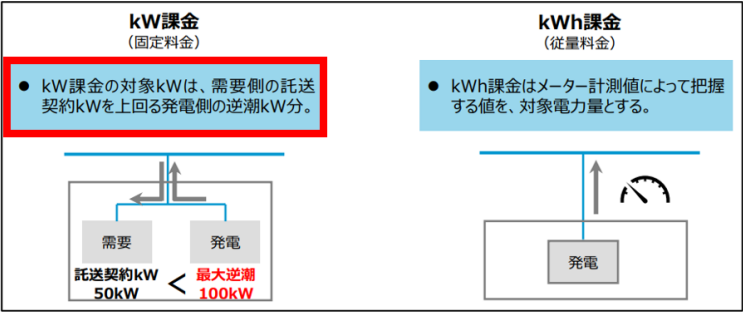 kW課金
（固定料金）
● kW課金の対象kWは、需要側の託送
契約kWを上回る発電側の逆潮kW分。
需要
発電
託送契約kW
50kW
＜
最大逆潮
100kW
kWh課金
（従量料金）
● kWh課金はメーター計測値によって把握
する値を、対象電力量とする。
発電